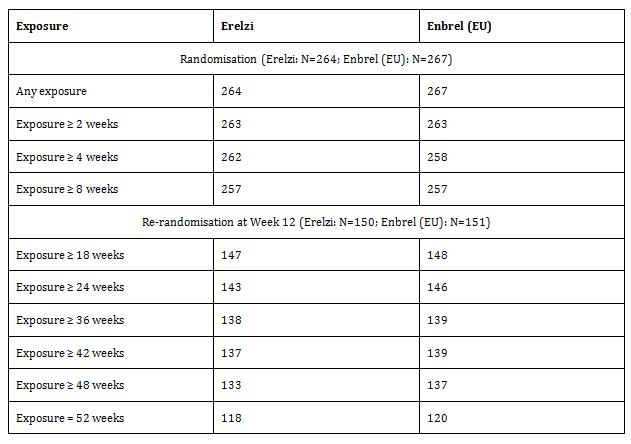 Exposure Erelzi Enbrel (EU)
Randomisation (Erelzi: N=264; Enbrel (EU): N=267)
Any exposure 264 267
Exposure ≥ 2 weeks 263 263
Exposure ≥ 4 weeks 262 258
Exposure ≥ 8 weeks 257 257
Re-randomisation at Week 12 (Erelzi: N=150; Enbrel (EU): N=151)
Exposure ≥ 18 weeks 147 148
Exposure ≥ 24 weeks 143 146
Exposure ≥ 36 weeks 138 139
Exposure ≥ 42 weeks 137 139
Exposure ≥ 48 weeks 133 137
Exposure = 52 weeks 118 120